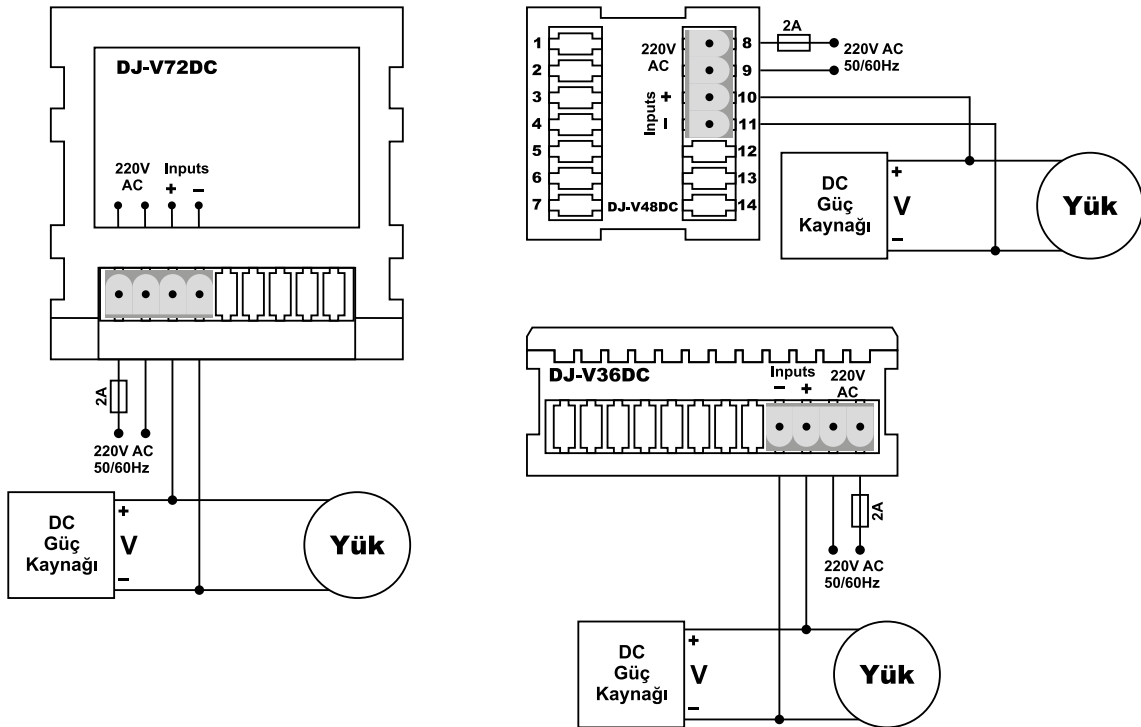 DJ-V72DC
220V
AC
Inputs
+
−
2A
220V AC
50/60Hz
DC
Güç
Kaynağı
+
V
−
Yük
1
2
3
4
5
6
7
220V
AC
Inputs
+
−
8
9
10
11
12
13
14
DJ-V48DC
2A
220V AC
50/60Hz
DC
Güç
Kaynağı
+
V
−
Yük
DJ-V36DC
Inputs
−
+
220V
AC
2A
220V AC
50/60Hz
DC
Güç
Kaynağı
+
V
−
Yük